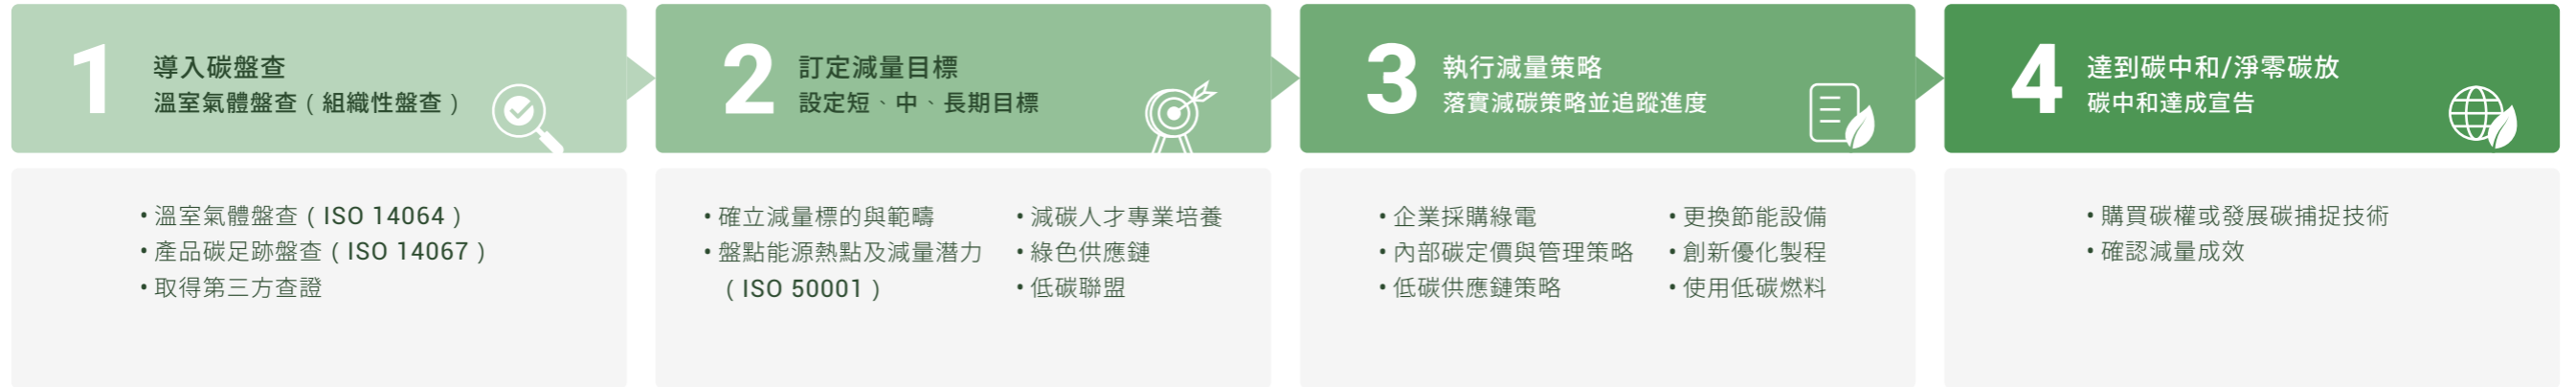 1
導入碳盤查
溫室氣體盤查（組織性盤查）
• 溫室氣體盤查（ISO 14064）
• 產品碳足跡盤查（ISO 14067）
• 取得第三方查證
2
訂定減量目標
設定短、中、長期目標
• 確立減量標的與範疇
• 盤點能源熱點及減量潛力
（ISO 50001）
• 減碳人才專業培養
• 綠色供應鏈
• 低碳聯盟
3
執行減量策略
落實減碳策略並追蹤進度
• 企業採購綠電
• 內部碳定價與管理策略
• 低碳供應鏈策略
• 更換節能設備
• 創新優化製程
• 使用低碳燃料
4
達到碳中和/淨零碳放
碳中和達成宣告
• 購買碳權或發展碳捕捉技術
• 確認減量成效